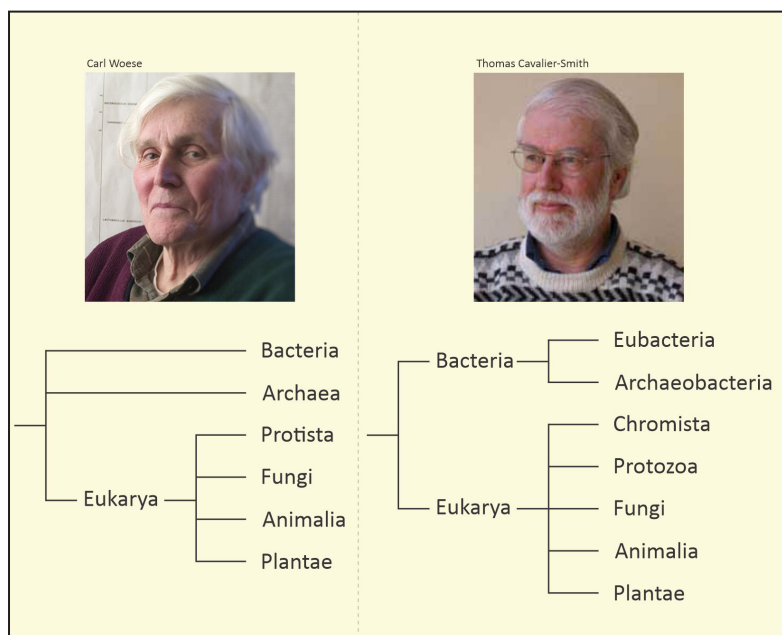 Carl Woese
Bacteria
Archaea
Eukarya
Protista
Fungi
Animalia
Plantae
Thomas Cavalier-Smith
Bacteria
Eubacteria
Archaeobacteria
Eukarya
Chromista
Protozoa
Fungi
Animalia
Plantae